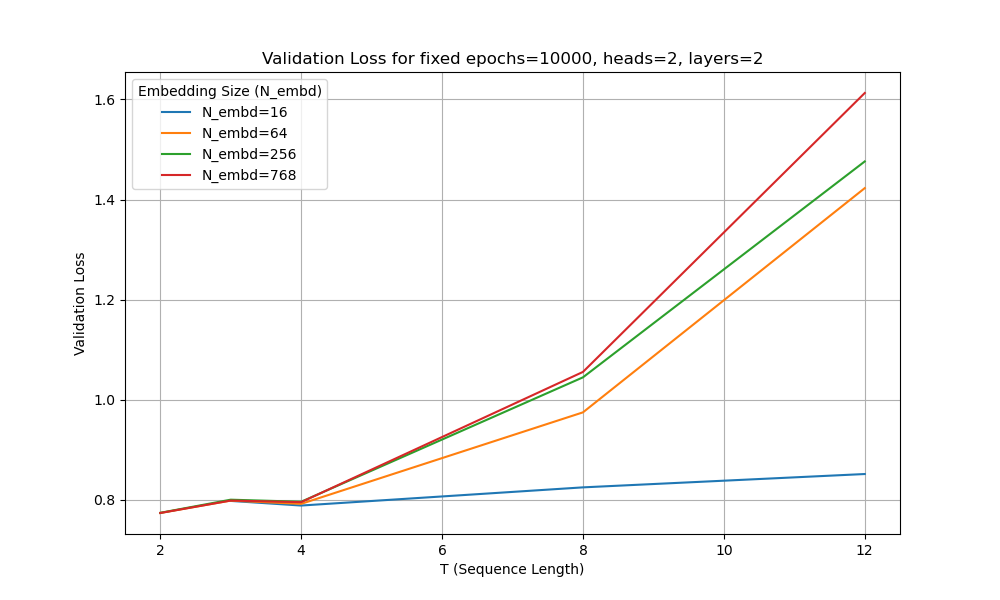 Validation Loss for fixed epochs=10000, heads=2, layers=2
Embedding Size (N_embd)
N_embd=16
N_embd=64
N_embd=256
N_embd=768
Validation Loss
1.6
1.4
1.2
1.0
0.8
2 4 6 8 10 12
T (Sequence Length)